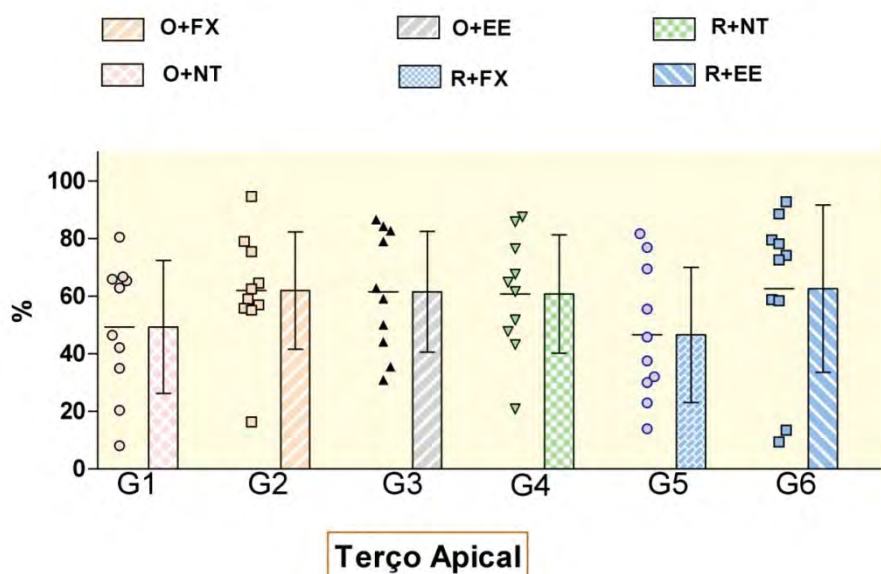 O+FX O+EE R+NT
O+NT R+FX R+EE
%
100
80
60
40
20
0
G1 G2 G3 G4 G5 G6
Terço Apical